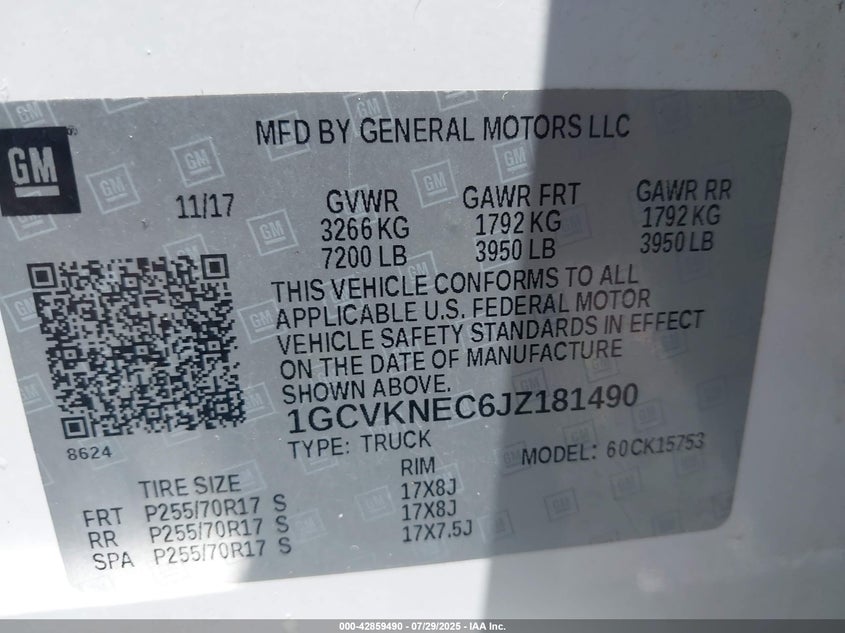 MFD BY GENERAL MOTORS LLC
GM
11/17 GVWR GAWR FRT GAWR RR
3266 KG 1792 KG 1792 KG
7200 LB 3950 LB 3950 LB
THIS VEHICLE CONFORMS TO ALL
APPLICABLE U.S. FEDERAL MOTOR
VEHICLE SAFETY STANDARDS IN EFFECT
ON THE DATE OF MANUFACTURE
SHOWN ABOVE.
1GCVKNEC6JZ181490
8624
TYPE: TRUCK MODEL: 60CK15753
TIRE SIZE RIM
FRT P255/70R17 S 17X8J
RR P255/70R17 S 17X8J
SPA P255/70R17 S 17X7.5J
000-42859490 - 07/29/2025 - IAAI.COM